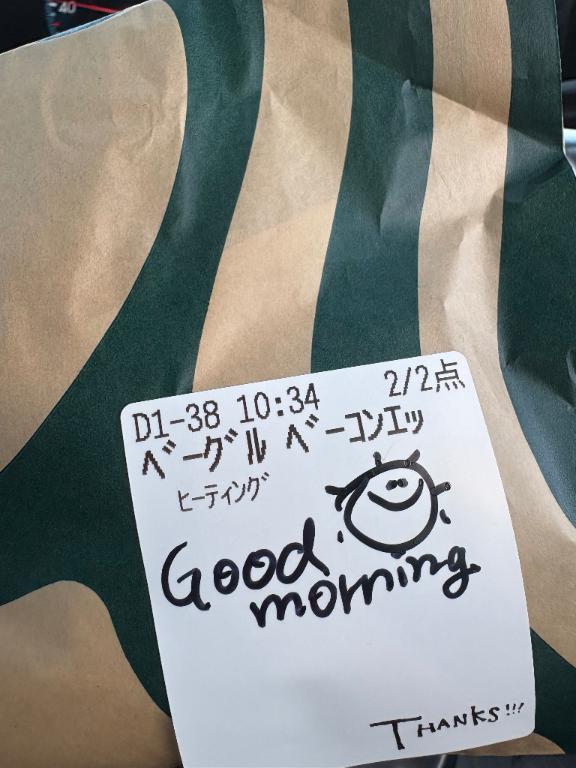 40
D1-38 10:34 2/2点
ベーグル ベーコンエッ
ヒーティング
Good
morning
THANKS!!!